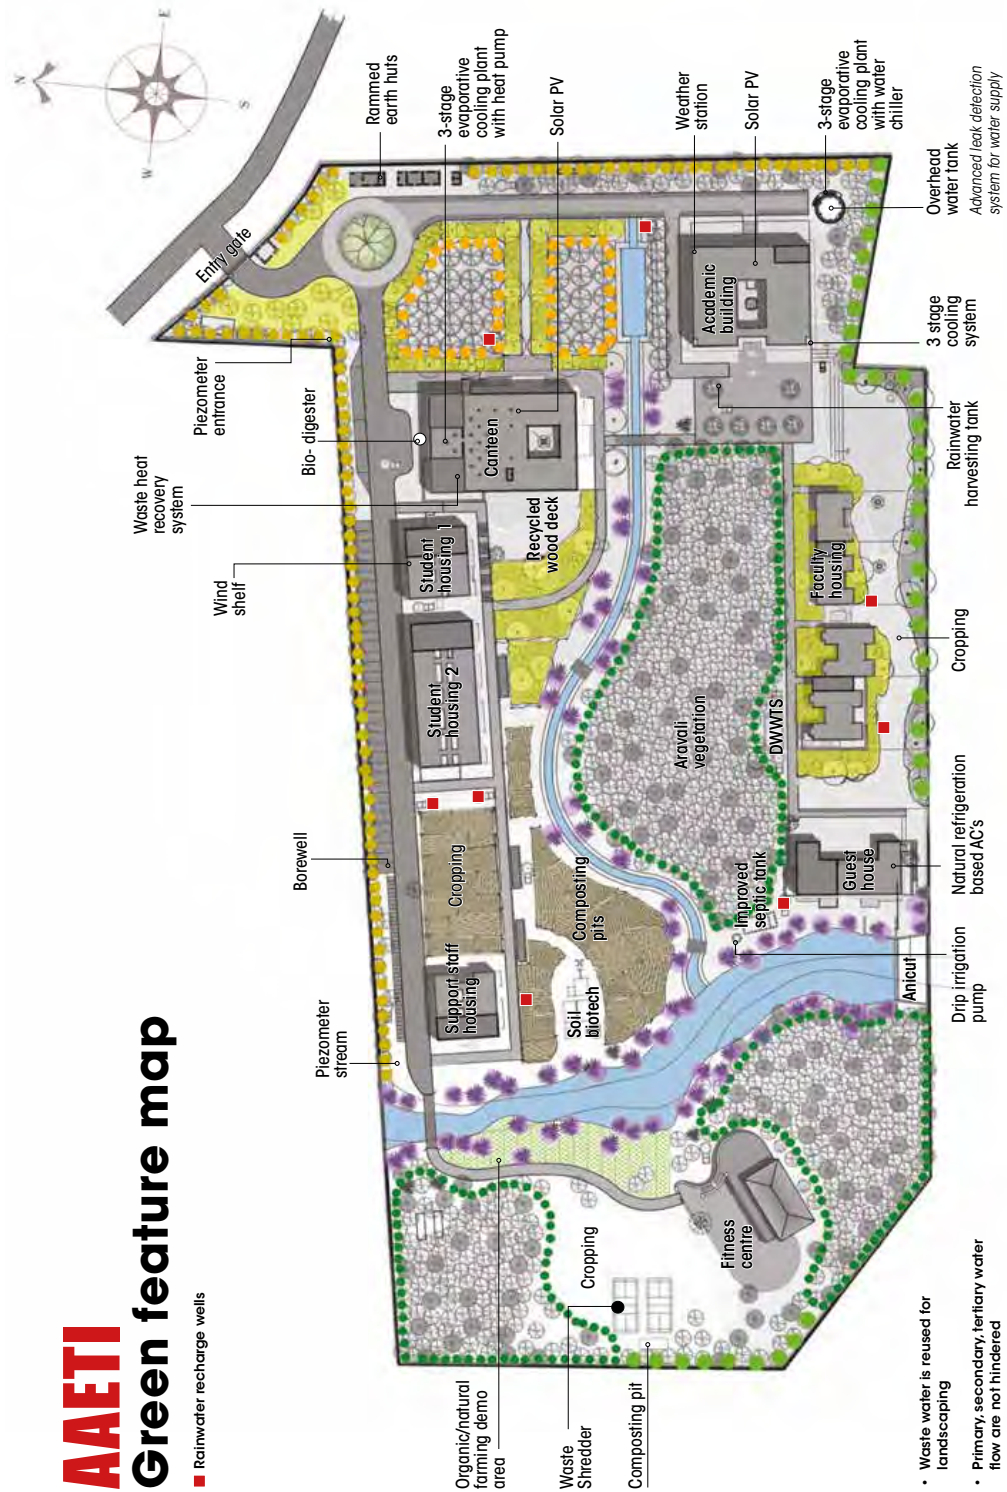 AAETI
Green feature map
Rainwater recharge wells
N
E
S
W
Entry gate
Rammed
earth huts
3-stage
evaporative
cooling plant
with heat pump
Solar PV
Weather
station
Solar PV
3-stage
evaporative
cooling plant
with water
chiller
Overhead
water tank
Advanced leak detection
system for water supply
Piezometer
entrance
Bio- digester
Waste heat
recovery
system
Wind
shelf
Borewell
Piezometer
stream
Canteen
Academic
building
3 stage
cooling
system
Rainwater
harvesting tank
Recycled
wood deck
Student
housing 1
Student
housing 2
Faculty
housing
Cropping
Aravali
vegetation
DWWTS
Cropping
Composting
pits
Improved
septic tank
Guest
house
Natural refrigeration
based AC's
Support staff
housing
Soil
biotech
Drip irrigation
pump
Anicut
Fitness
centre
Cropping
Organic/natural
farming demo
area
Waste
Shredder
Composting pit
• Waste water is reused for
landscaping
• Primary, secondary, tertiary water
flow are not hindered